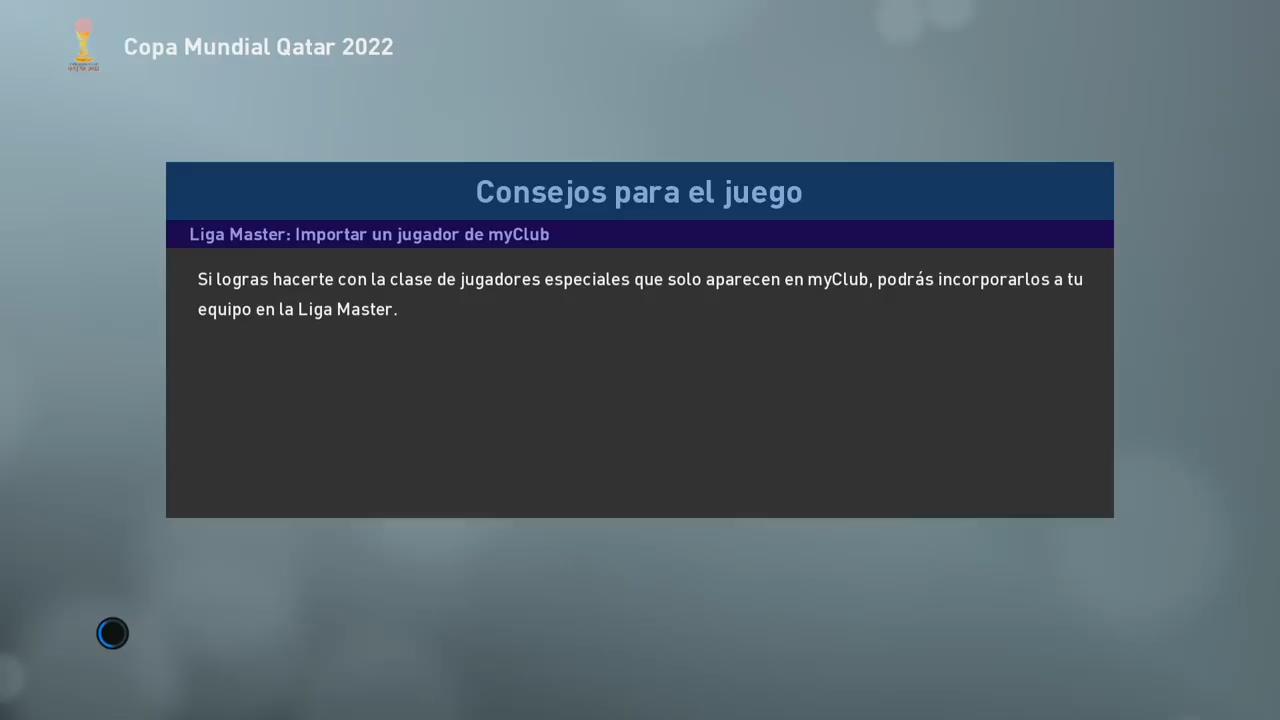 Copa Mundial Qatar 2022
Consejos para el juego
Liga Master: Importar un jugador de myClub
Si logras hacerte con la clase de jugadores especiales que solo aparecen en myClub, podrás incorporarlos a tu
equipo en la Liga Master.